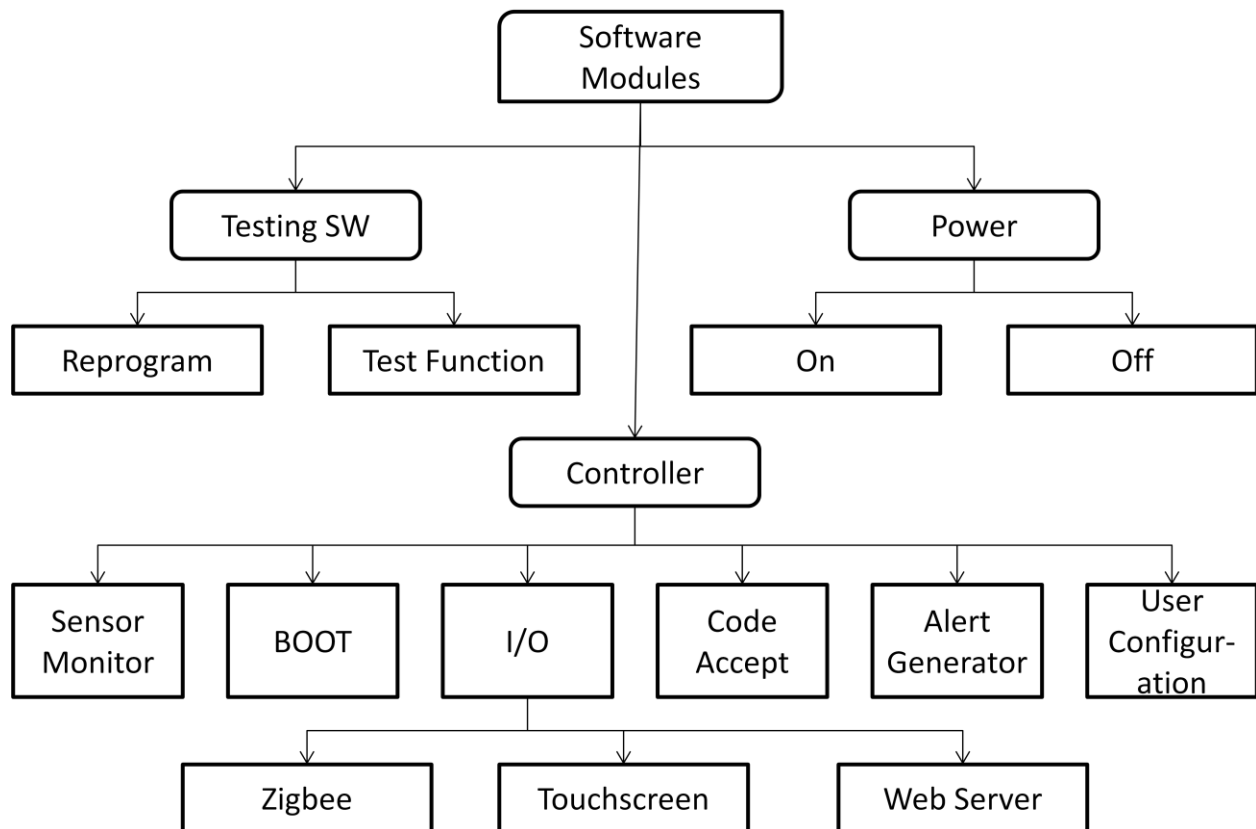 Software
Modules
Testing SW
Power
Reprogram
Test Function
On
Off
Controller
Sensor
Monitor
BOOT
I/O
Code
Accept
Alert
Generator
User
Configur-
ation
Zigbee
Touchscreen
Web Server